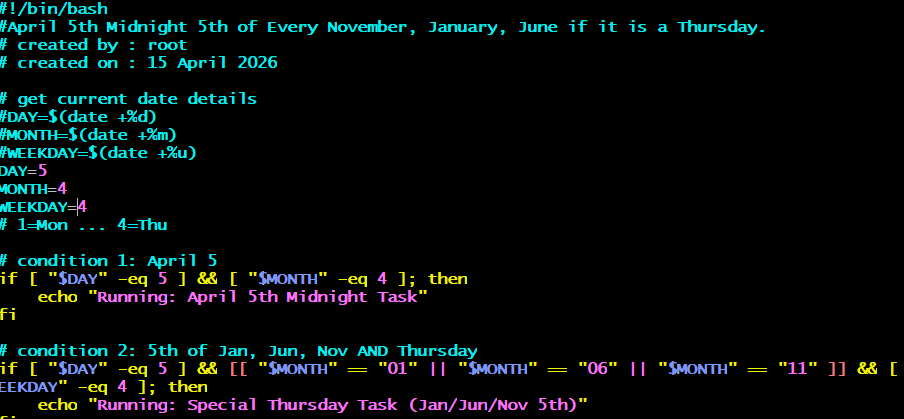 #!/bin/bash
#April 5th Midnight 5th of Every November, January, June if it is a Thursday.
# created by : root
# created on : 15 April 2026
# get current date details
#DAY=$(date +%d)
#MONTH=$(date +%m)
#WEEKDAY=$(date +%u)
DAY=5
MONTH=4
WEEKDAY=4
# 1=Mon ... 4=Thu
# condition 1: April 5
if [ "$DAY" -eq 5 ] && [ "$MONTH" -eq 4 ]; then
    echo "Running: April 5th Midnight Task"
fi
# condition 2: 5th of Jan, Jun, Nov AND Thursday
if [ "$DAY" -eq 5 ] && [[ "$MONTH" == "01" || "$MONTH" == "06" || "$MONTH" == "11" ]] && [
EEKDAY" -eq 4 ]; then
    echo "Running: Special Thursday Task (Jan/Jun/Nov 5th)"
fi